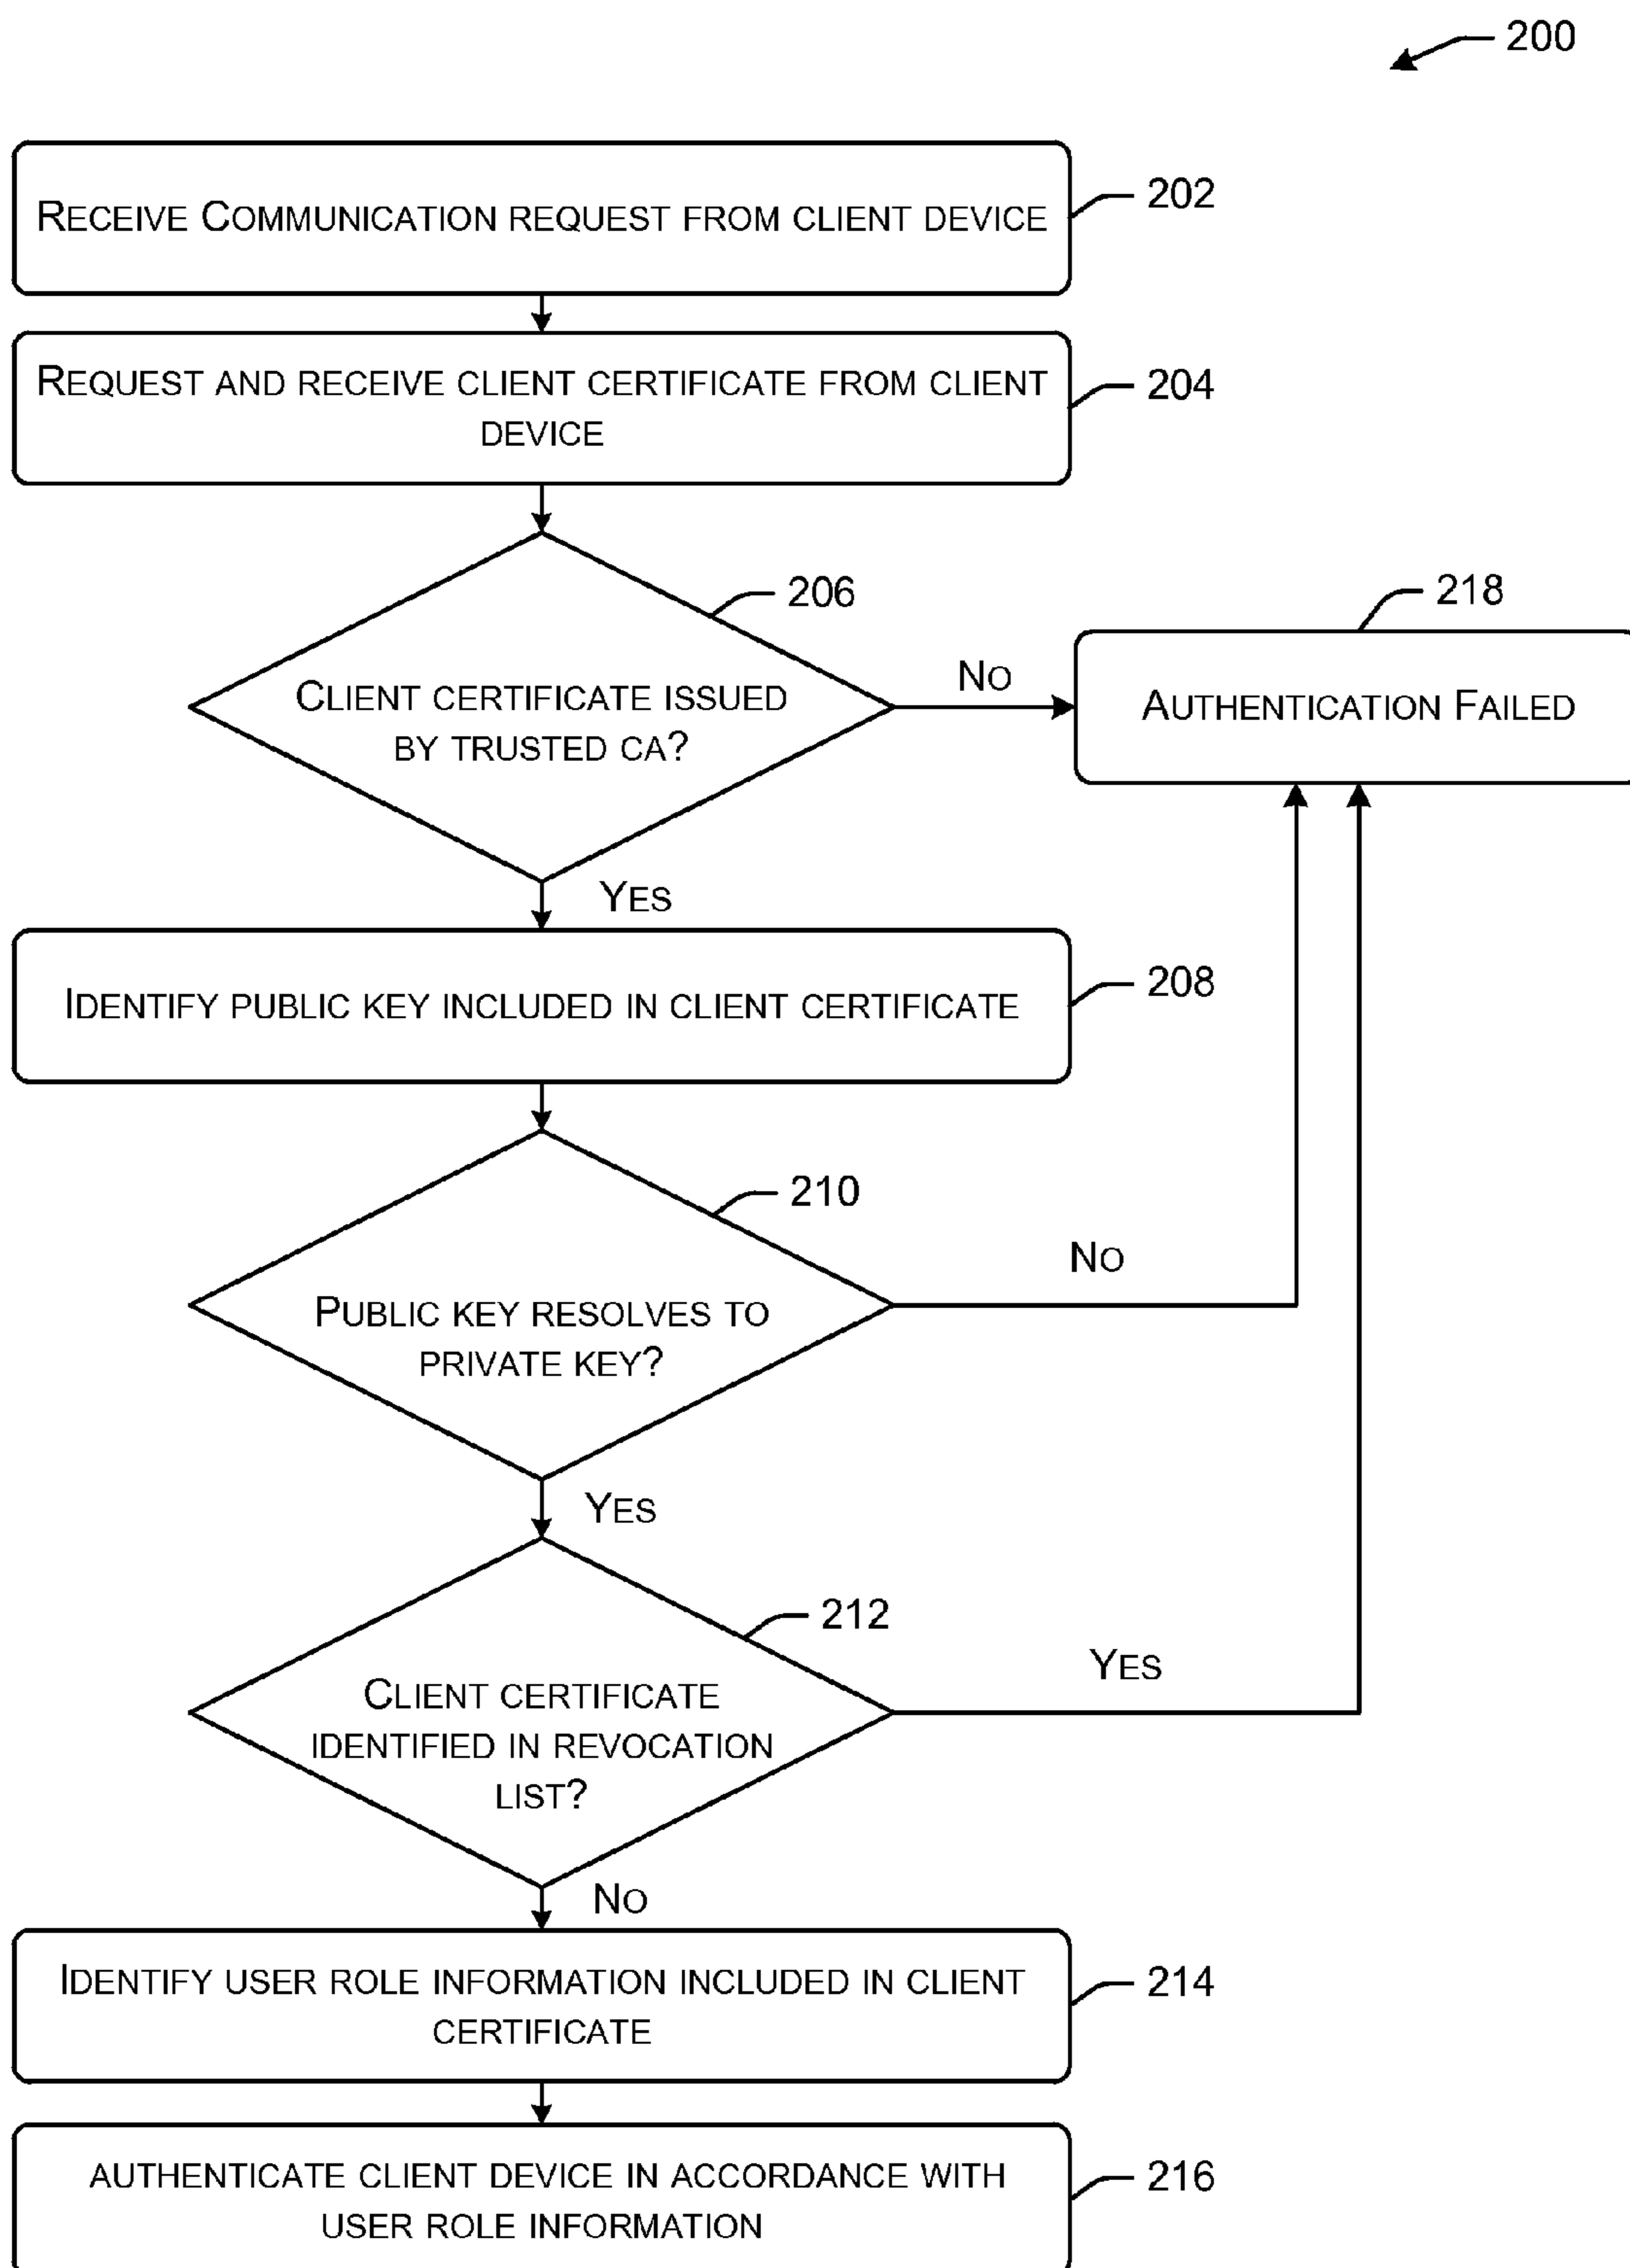 200
RECEIVE COMMUNICATION REQUEST FROM CLIENT DEVICE
202
REQUEST AND RECEIVE CLIENT CERTIFICATE FROM CLIENT
DEVICE
204
206
CLIENT CERTIFICATE ISSUED
BY TRUSTED CA?
NO
218
AUTHENTICATION FAILED
YES
IDENTIFY PUBLIC KEY INCLUDED IN CLIENT CERTIFICATE
208
210
PUBLIC KEY RESOLVES TO
PRIVATE KEY?
NO
YES
212
CLIENT CERTIFICATE
IDENTIFIED IN REVOCATION
LIST?
YES
NO
IDENTIFY USER ROLE INFORMATION INCLUDED IN CLIENT
CERTIFICATE
214
AUTHENTICATE CLIENT DEVICE IN ACCORDANCE WITH
USER ROLE INFORMATION
216